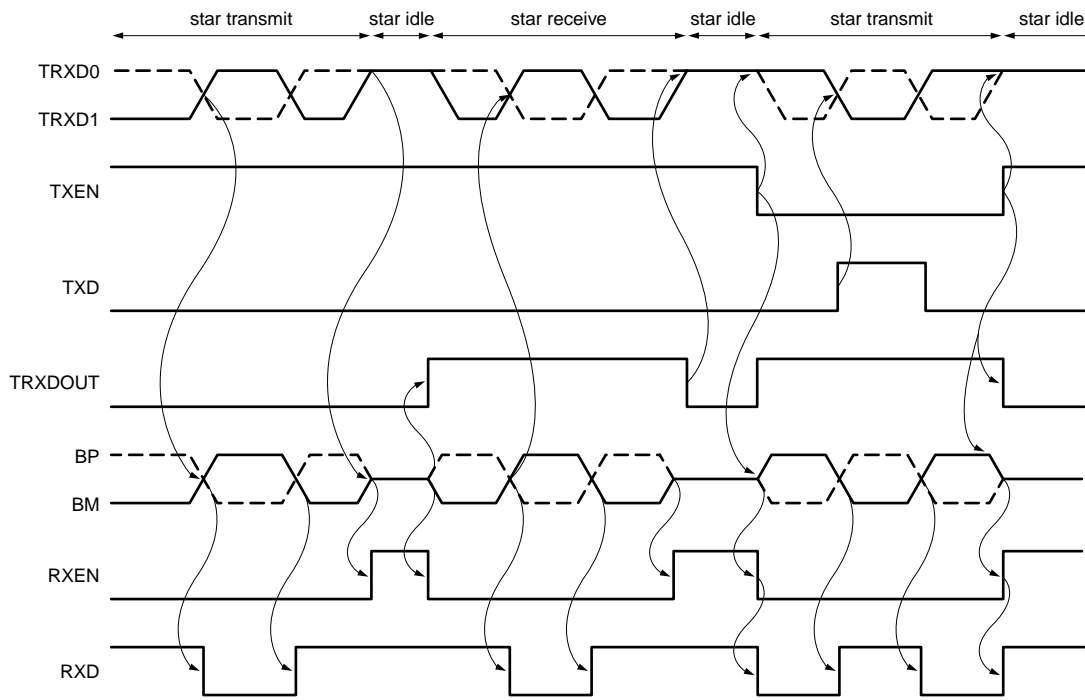 star transmit star idle star receive star idle star transmit star idle
TRXD0
TRXD1
TXEN
TXD
TRXDOUT
BP
BM
RXEN
RXD